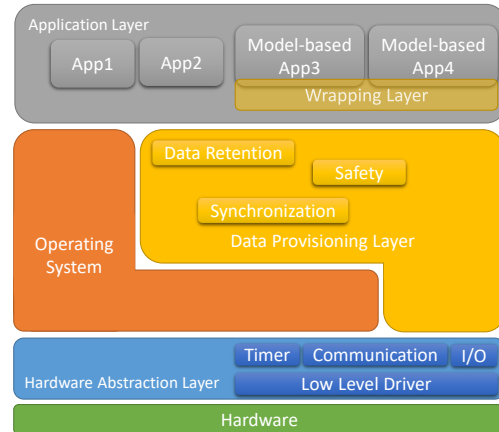 Application Layer
App1
App2
Model-based
App3
Model-based
App4
Wrapping Layer
Data Retention
Safety
Synchronization
Data Provisioning Layer
Operating
System
Timer
Communication
I/O
Hardware Abstraction Layer
Low Level Driver
Hardware